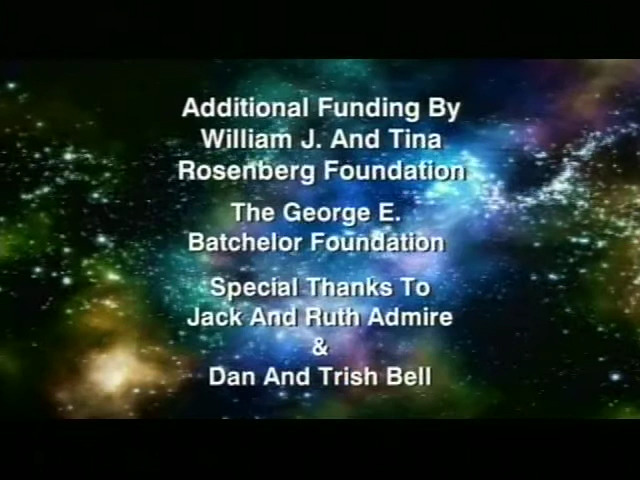 Additional Funding By
William J. And Tina
Rosenberg Foundation
The George E.
Batchelor Foundation
Special Thanks To
Jack And Ruth Admire
&
Dan And Trish Bell